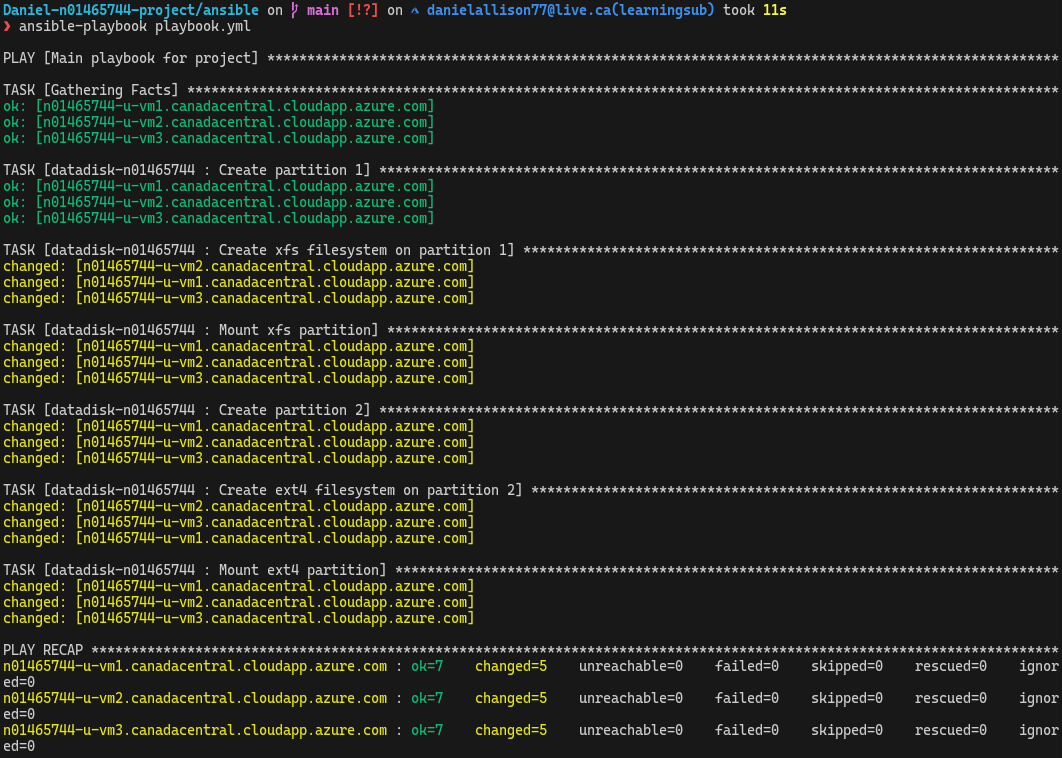 Daniel-n01465744-project/ansible on main [!?] on danielallison77@live.ca(learningsub) took 11s
❯ ansible-playbook playbook.yml
PLAY [Main playbook for project] ***************************************************************************************************
TASK [Gathering Facts] *************************************************************************************************************
ok: [n01465744-u-vm1.canadacentral.cloudapp.azure.com]
ok: [n01465744-u-vm2.canadacentral.cloudapp.azure.com]
ok: [n01465744-u-vm3.canadacentral.cloudapp.azure.com]
TASK [datadisk-n01465744 : Create partition 1] *************************************************************************************
ok: [n01465744-u-vm1.canadacentral.cloudapp.azure.com]
ok: [n01465744-u-vm2.canadacentral.cloudapp.azure.com]
ok: [n01465744-u-vm3.canadacentral.cloudapp.azure.com]
TASK [datadisk-n01465744 : Create xfs filesystem on partition 1] *******************************************************************
changed: [n01465744-u-vm2.canadacentral.cloudapp.azure.com]
changed: [n01465744-u-vm1.canadacentral.cloudapp.azure.com]
changed: [n01465744-u-vm3.canadacentral.cloudapp.azure.com]
TASK [datadisk-n01465744 : Mount xfs partition] ************************************************************************************
changed: [n01465744-u-vm1.canadacentral.cloudapp.azure.com]
changed: [n01465744-u-vm2.canadacentral.cloudapp.azure.com]
changed: [n01465744-u-vm3.canadacentral.cloudapp.azure.com]
TASK [datadisk-n01465744 : Create partition 2] *************************************************************************************
changed: [n01465744-u-vm1.canadacentral.cloudapp.azure.com]
changed: [n01465744-u-vm2.canadacentral.cloudapp.azure.com]
changed: [n01465744-u-vm3.canadacentral.cloudapp.azure.com]
TASK [datadisk-n01465744 : Create ext4 filesystem on partition 2] ******************************************************************
changed: [n01465744-u-vm2.canadacentral.cloudapp.azure.com]
changed: [n01465744-u-vm3.canadacentral.cloudapp.azure.com]
changed: [n01465744-u-vm1.canadacentral.cloudapp.azure.com]
TASK [datadisk-n01465744 : Mount ext4 partition] ***********************************************************************************
changed: [n01465744-u-vm1.canadacentral.cloudapp.azure.com]
changed: [n01465744-u-vm2.canadacentral.cloudapp.azure.com]
changed: [n01465744-u-vm3.canadacentral.cloudapp.azure.com]
PLAY RECAP *************************************************************************************************************************
n01465744-u-vm1.canadacentral.cloudapp.azure.com : ok=7    changed=5    unreachable=0    failed=0    skipped=0    rescued=0    ignor
ed=0
n01465744-u-vm2.canadacentral.cloudapp.azure.com : ok=7    changed=5    unreachable=0    failed=0    skipped=0    rescued=0    ignor
ed=0
n01465744-u-vm3.canadacentral.cloudapp.azure.com : ok=7    changed=5    unreachable=0    failed=0    skipped=0    rescued=0    ignor
ed=0